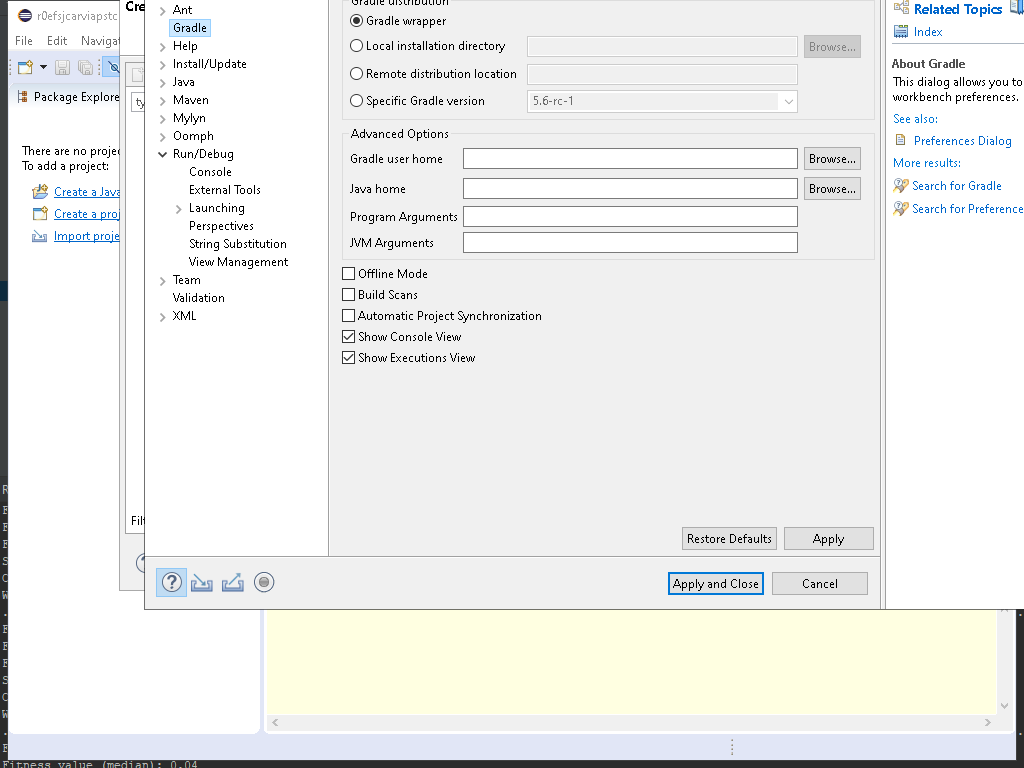 r0efsjcarviapstc
File Edit Navigat
Package Explore
There are no projec
To add a project:
Create a Java
Create a proj
Import proje
Cre
ty
Filt
Ant
Gradle
Help
Install/Update
Java
Maven
Mylyn
Oomph
Run/Debug
Console
External Tools
Launching
Perspectives
String Substitution
View Management
Team
Validation
XML
Gradle distribution
Gradle wrapper
Local installation directory
Browse...
Remote distribution location
Specific Gradle version
5.6-rc-1
Advanced Options
Gradle user home
Browse...
Java home
Browse...
Program Arguments
JVM Arguments
Offline Mode
Build Scans
Automatic Project Synchronization
Show Console View
Show Executions View
Restore Defaults
Apply
Apply and Close
Cancel
Related Topics
Index
About Gradle
This dialog allows you to
workbench preferences.
See also:
Preferences Dialog
More results:
Search for Gradle
Search for Preference
Fitness value (median): 0.04